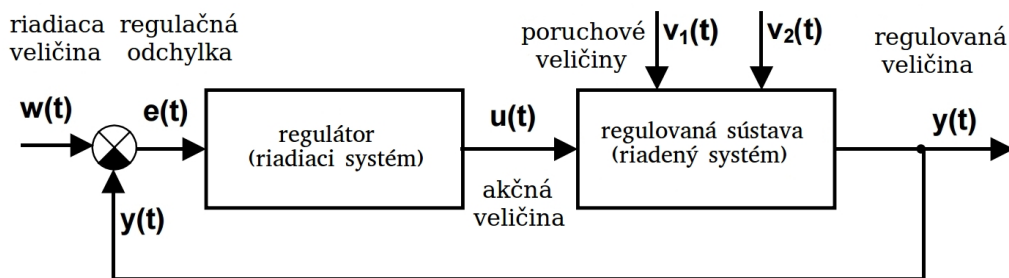 riadiaca
veličina
regulačná
odchylka
poruchové
veličiny
v₁(t)
v₂(t)
regulovaná
veličina
w(t)
e(t)
regulátor
(riadiaci systém)
u(t)
akčná
veličina
regulovaná sústava
(riadený systém)
y(t)
y(t)